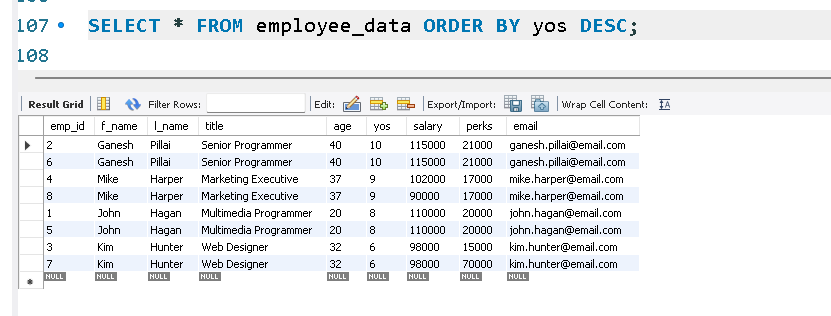 107 • SELECT * FROM employee_data ORDER BY yos DESC;
108
Result Grid Filter Rows: Edit: Export/Import: Wrap Cell Content: IA
emp_id f_name l_name title age yos salary perks email
2 Ganesh Pillai Senior Programmer 40 10 115000 21000 ganesh.pillai@email.com
6 Ganesh Pillai Senior Programmer 40 10 115000 21000 ganesh.pillai@email.com
4 Mike Harper Marketing Executive 37 9 102000 17000 mike.harper@email.com
8 Mike Harper Marketing Executive 37 9 90000 17000 mike.harper@email.com
1 John Hagan Multimedia Programmer 20 8 110000 20000 john.hagan@email.com
5 John Hagan Multimedia Programmer 20 8 110000 20000 john.hagan@email.com
3 Kim Hunter Web Designer 32 6 98000 15000 kim.hunter@email.com
7 Kim Hunter Web Designer 32 6 98000 70000 kim.hunter@email.com
* NULL NULL NULL NULL NULL NULL NULL NULL NULL